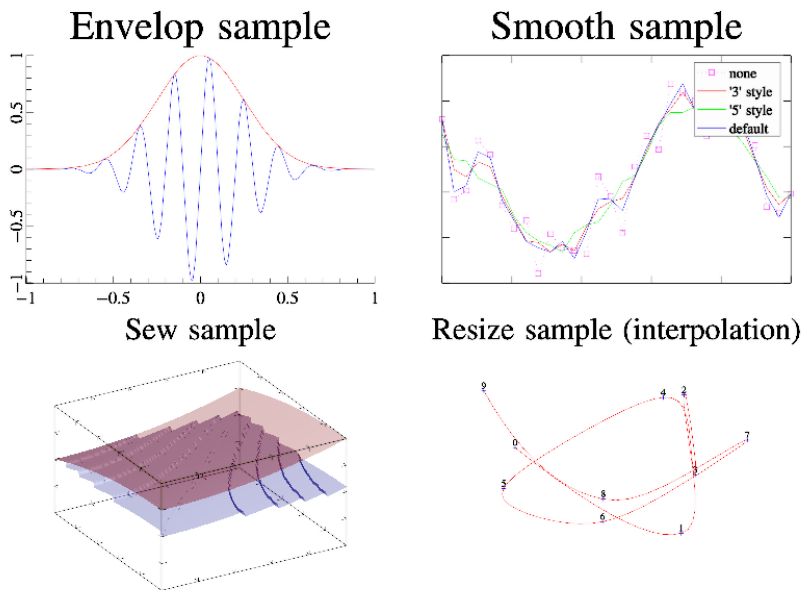 Envelop sample
1
0.5
0
−0.5
−1
−1
−0.5
0
0.5
1
Smooth sample
none
'3' style
'5' style
default
Sew sample
Resize sample (interpolation)
9
4
2
7
0
3
5
8
6
1